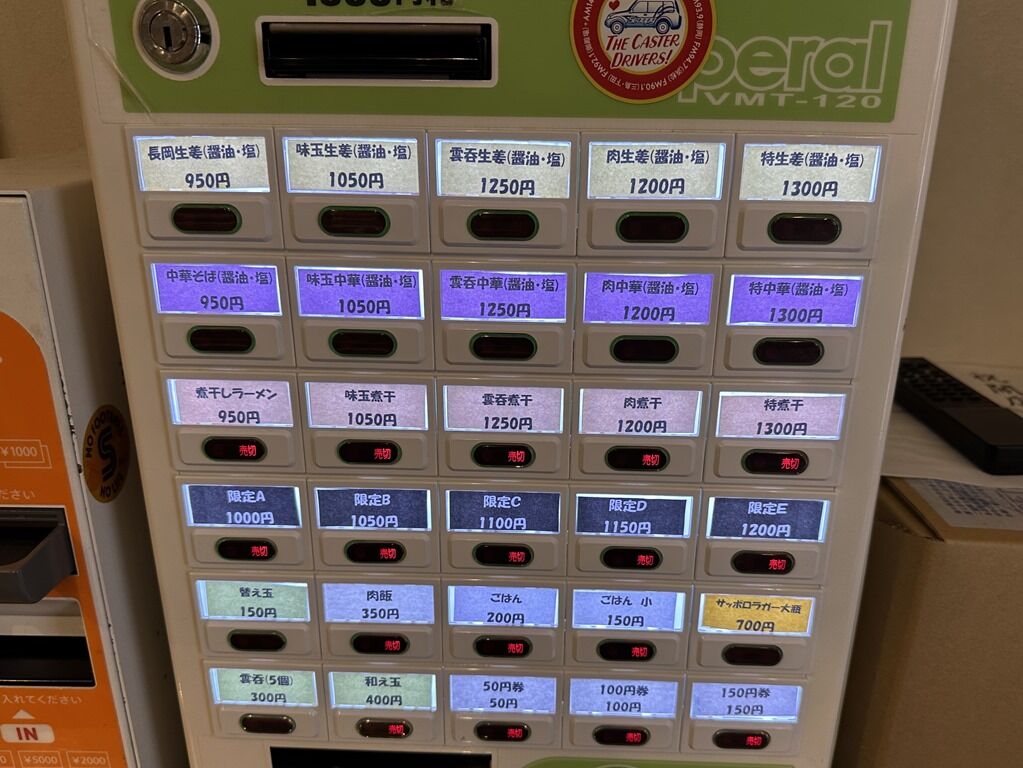 THE CASTER
DRIVERS!
peral
VMT-120
長岡生姜(醤油・塩)
950円
味玉生姜(醤油・塩)
1050円
雲呑生姜(醤油・塩)
1250円
肉生姜(醤油・塩)
1200円
特生姜(醤油・塩)
1300円
中華そば(醤油・塩)
950円
味玉中華(醤油・塩)
1050円
雲呑中華(醤油・塩)
1250円
肉中華(醤油・塩)
1200円
特中華(醤油・塩)
1300円
煮干しラーメン
950円
売切
味玉煮干
1050円
売切
雲呑煮干
1250円
売切
肉煮干
1200円
売切
特煮干
1300円
売切
限定A
1000円
売切
限定B
1050円
売切
限定C
1100円
売切
限定D
1150円
売切
限定E
1200円
売切
替え玉
150円
肉飯
350円
売切
ごはん
200円
売切
ごはん 小
150円
売切
サッポロラガー大瓶
700円
雲呑(5個)
300円
和え玉
400円
売切
50円券
50円
売切
100円券
100円
売切
150円券
150円
売切
¥1000
ださい
入れてください
IN
¥5000
¥2000